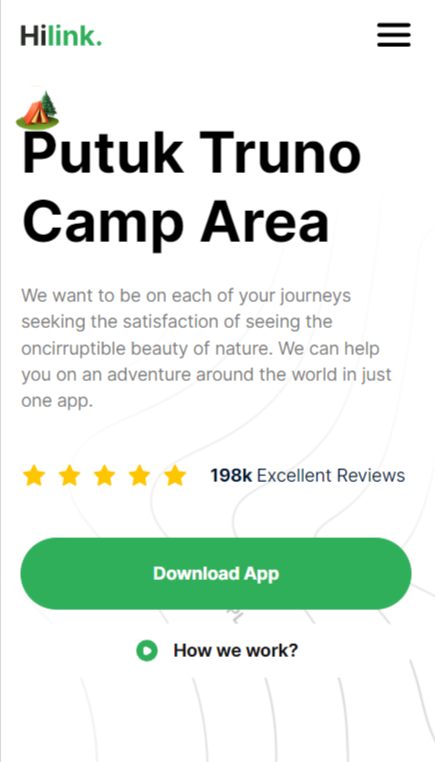 Hilink.
Putuk Truno
Camp Area
We want to be on each of your journeys
seeking the satisfaction of seeing the
oncirruptible beauty of nature. We can help
you on an adventure around the world in just
one app.
198k Excellent Reviews
Download App
How we work?